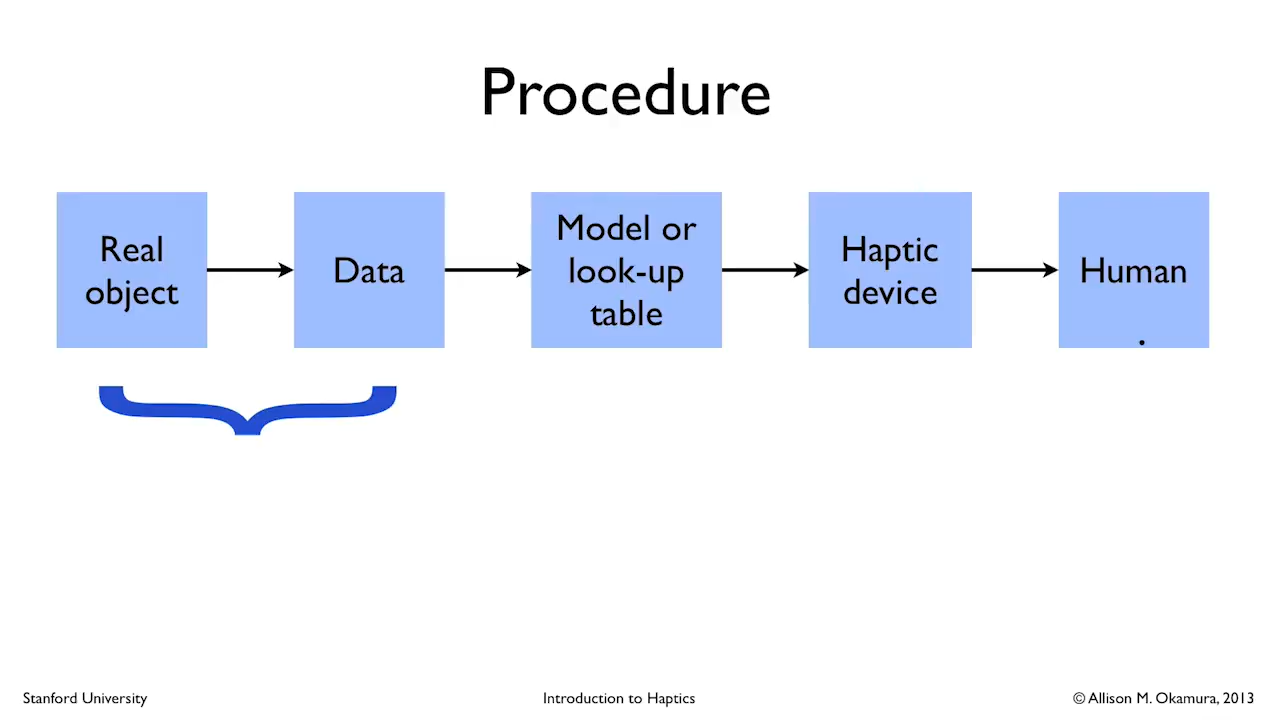 Procedure
Real
object
Data
Model or
look-up
table
Haptic
device
Human
Stanford University
Introduction to Haptics
© Allison M. Okamura, 2013